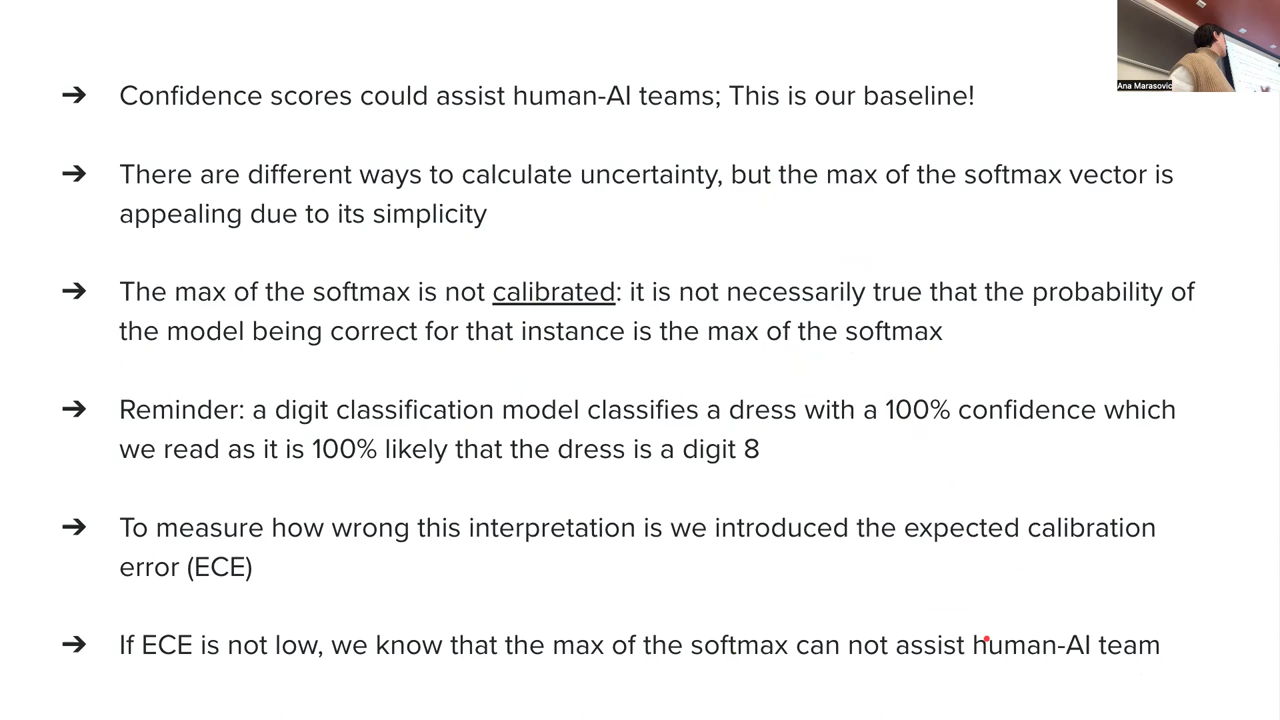 ➔ Confidence scores could assist human-AI teams; This is our baseline!
➔ There are different ways to calculate uncertainty, but the max of the softmax vector is
appealing due to its simplicity
➔ The max of the softmax is not calibrated: it is not necessarily true that the probability of
the model being correct for that instance is the max of the softmax
➔ Reminder: a digit classification model classifies a dress with a 100% confidence which
we read as it is 100% likely that the dress is a digit 8
➔ To measure how wrong this interpretation is we introduced the expected calibration
error (ECE)
➔ If ECE is not low, we know that the max of the softmax can not assist human-AI team
Ana Marasovic